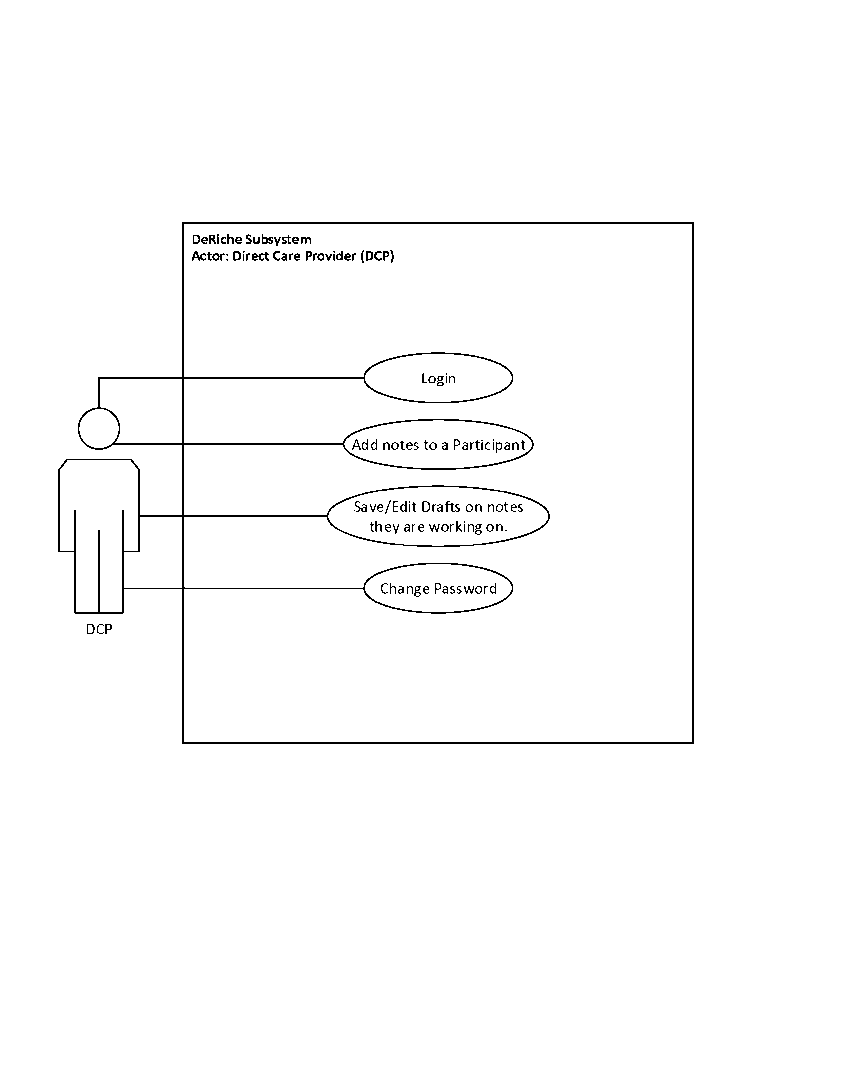 DeRiche Subsystem
Actor: Direct Care Provider (DCP)
Login
Add notes to a Participant
Save/Edit Drafts on notes
they are working on.
Change Password
DCP